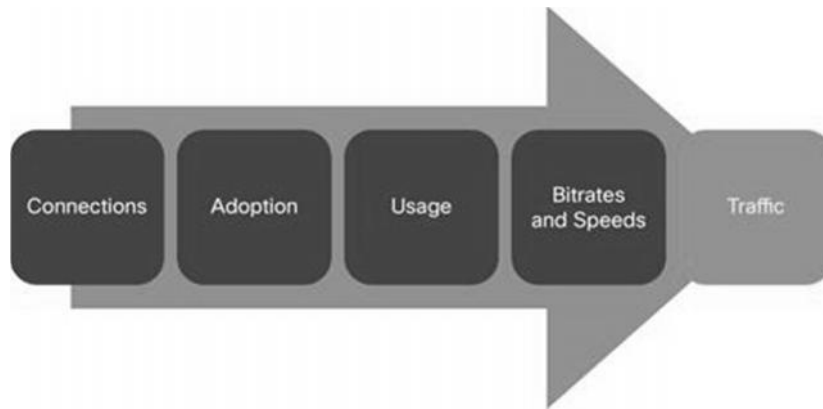 Connections
Adoption
Usage
Bitrates
and Speeds
Traffic